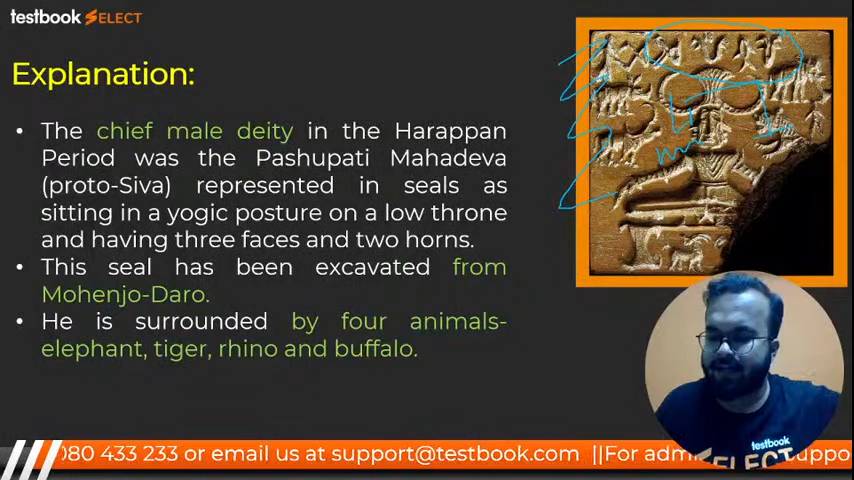 testbook SELECT
Explanation:
• The chief male deity in the Harappan
Period was the Pashupati Mahadeva
(proto-Siva) represented in seals as
sitting in a yogic posture on a low throne
and having three faces and two horns.
• This seal has been excavated from
Mohenjo-Daro.
• He is surrounded by four animals-
elephant, tiger, rhino and buffalo.
testbook
SELECT
080 433 233 or email us at support@testbook.com ||For adm